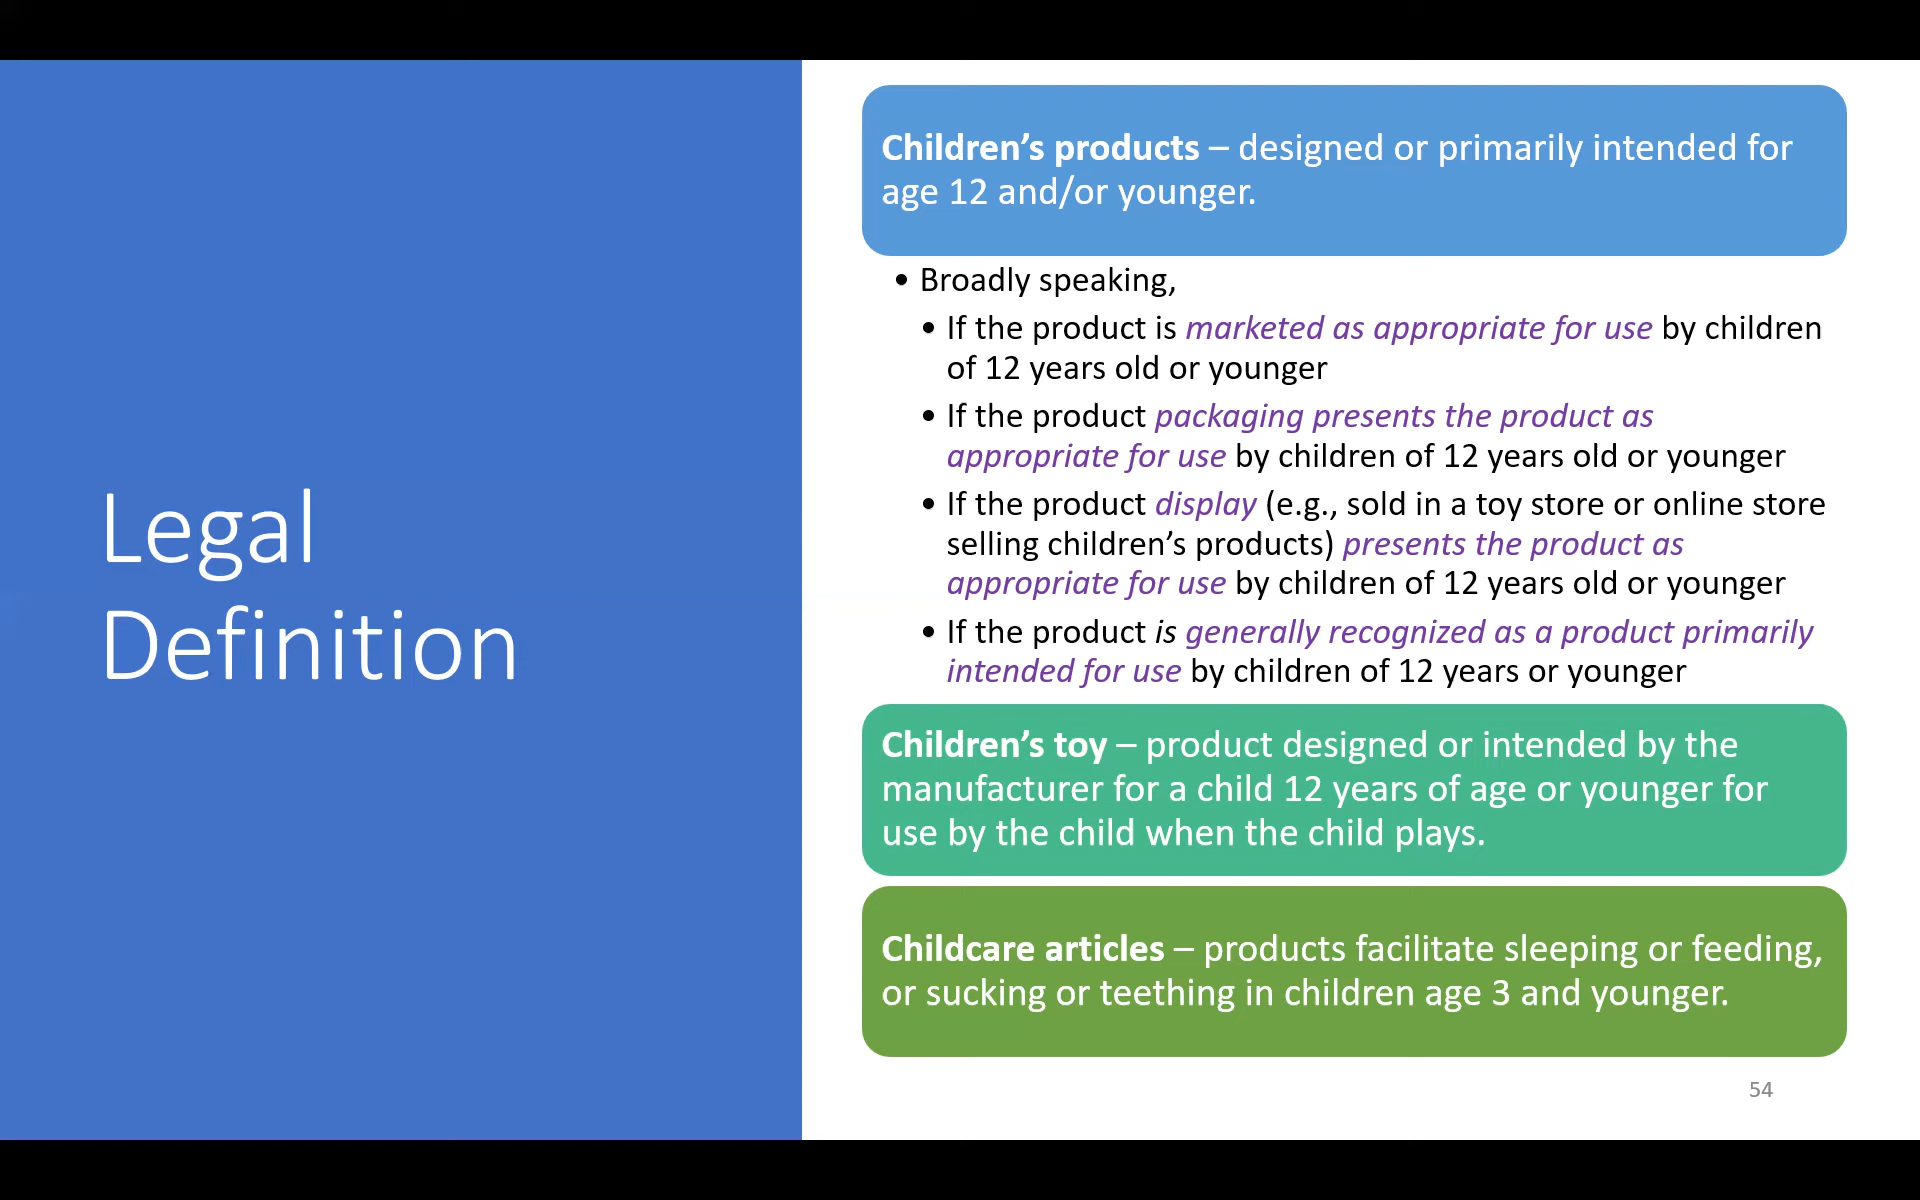 Legal
Definition
Children’s products – designed or primarily intended for
age 12 and/or younger.
• Broadly speaking,
• If the product is marketed as appropriate for use by children
of 12 years old or younger
• If the product packaging presents the product as
appropriate for use by children of 12 years old or younger
• If the product display (e.g., sold in a toy store or online store
selling children’s products) presents the product as
appropriate for use by children of 12 years old or younger
• If the product is generally recognized as a product primarily
intended for use by children of 12 years or younger
Children’s toy – product designed or intended by the
manufacturer for a child 12 years of age or younger for
use by the child when the child plays.
Childcare articles – products facilitate sleeping or feeding,
or sucking or teething in children age 3 and younger.
54